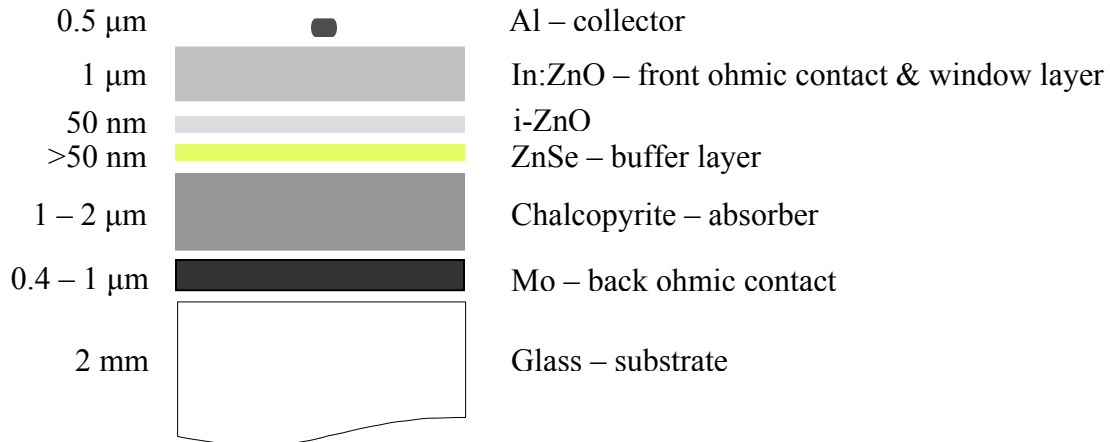 0.5 μm Al – collector
1 μm In:ZnO – front ohmic contact & window layer
50 nm i-ZnO
>50 nm ZnSe – buffer layer
1 – 2 μm Chalcopyrite – absorber
0.4 – 1 μm Mo – back ohmic contact
2 mm Glass – substrate